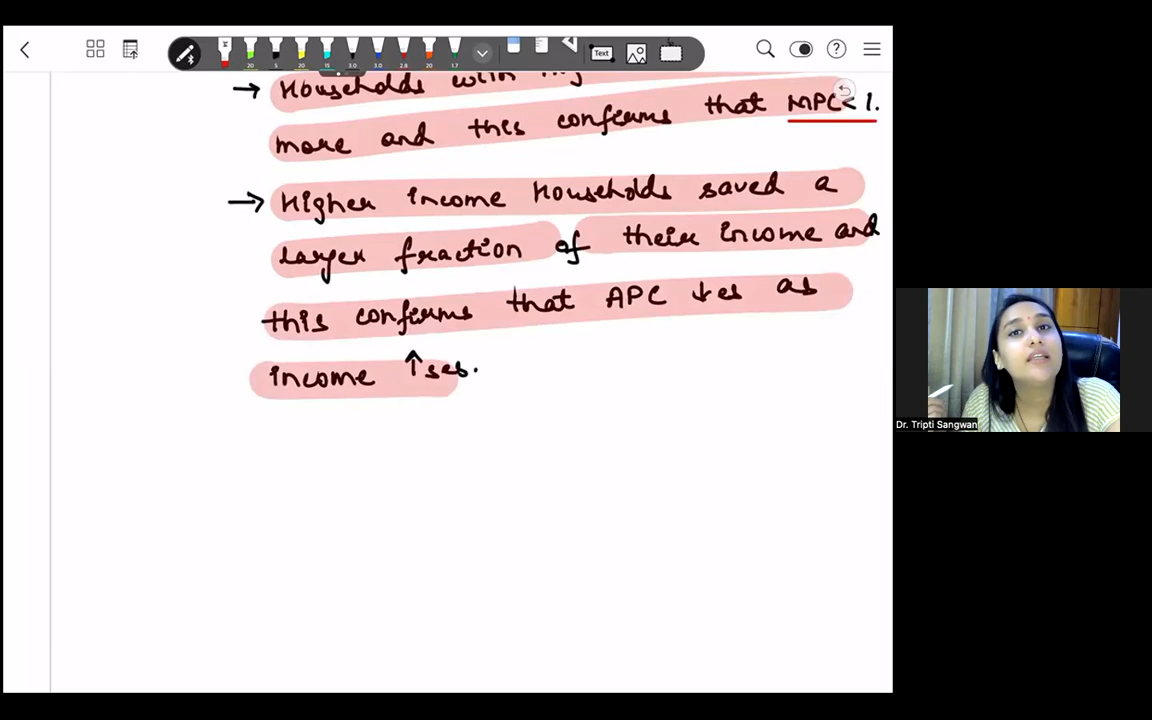 → Households with
more and this confirms that MPC < 1.
→ Higher income Households saved a
larger fraction of their income and
this confirms that APC ↓es as
income ↑ses.
Text
Dr. Tripti Sangwan